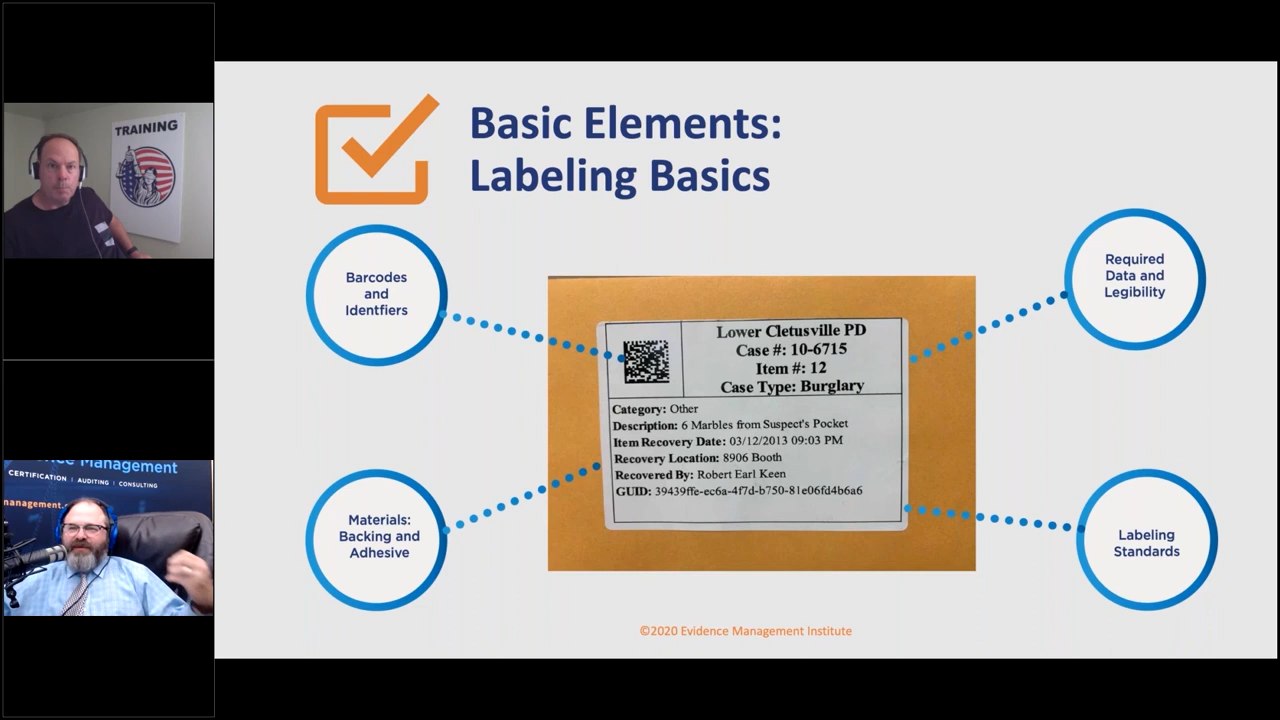 TRAINING
ence Management
CERTIFICATION | AUDITING | CONSULTING
nmanagement.
Basic Elements:
Labeling Basics
Barcodes
and
Identfiers
Required
Data and
Legibility
Lower Cletusville PD
Case #: 10-6715
Item #: 12
Case Type: Burglary
Category: Other
Description: 6 Marbles from Suspect's Pocket
Item Recovery Date: 03/12/2013 09:03 PM
Recovery Location: 8906 Booth
Recovered By: Robert Earl Keen
GUID: 39439ffe-ec6a-4f7d-b750-81e06fd4b6a6
Materials:
Backing and
Adhesive
Labeling
Standards
©2020 Evidence Management Institute